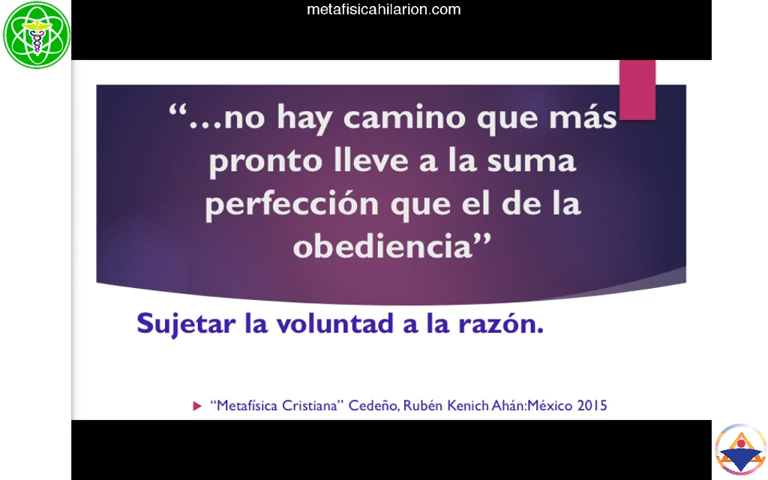 metafisicahilarion.com
“…no hay camino que más
pronto lleve a la suma
perfección que el de la
obediencia”
Sujetar la voluntad a la razón.
“Metafísica Cristiana” Cedeño, Rubén Kenich Ahán:México 2015